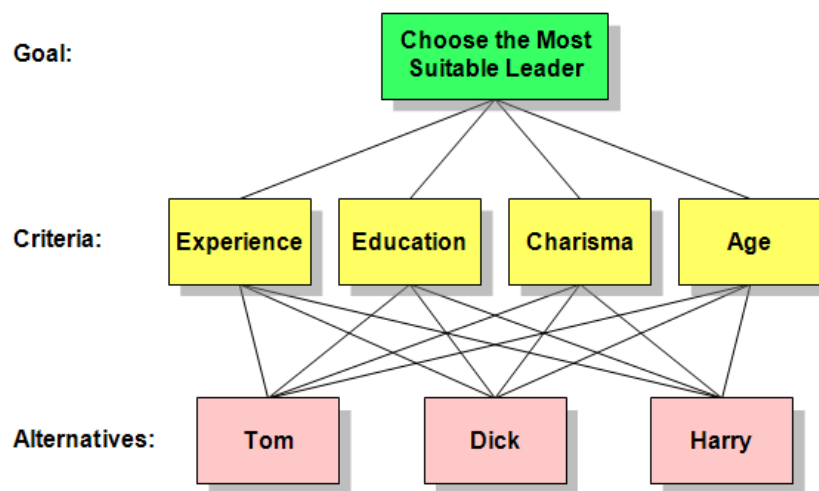 Goal:
Choose the Most
Suitable Leader
Criteria:
Experience
Education
Charisma
Age
Alternatives:
Tom
Dick
Harry